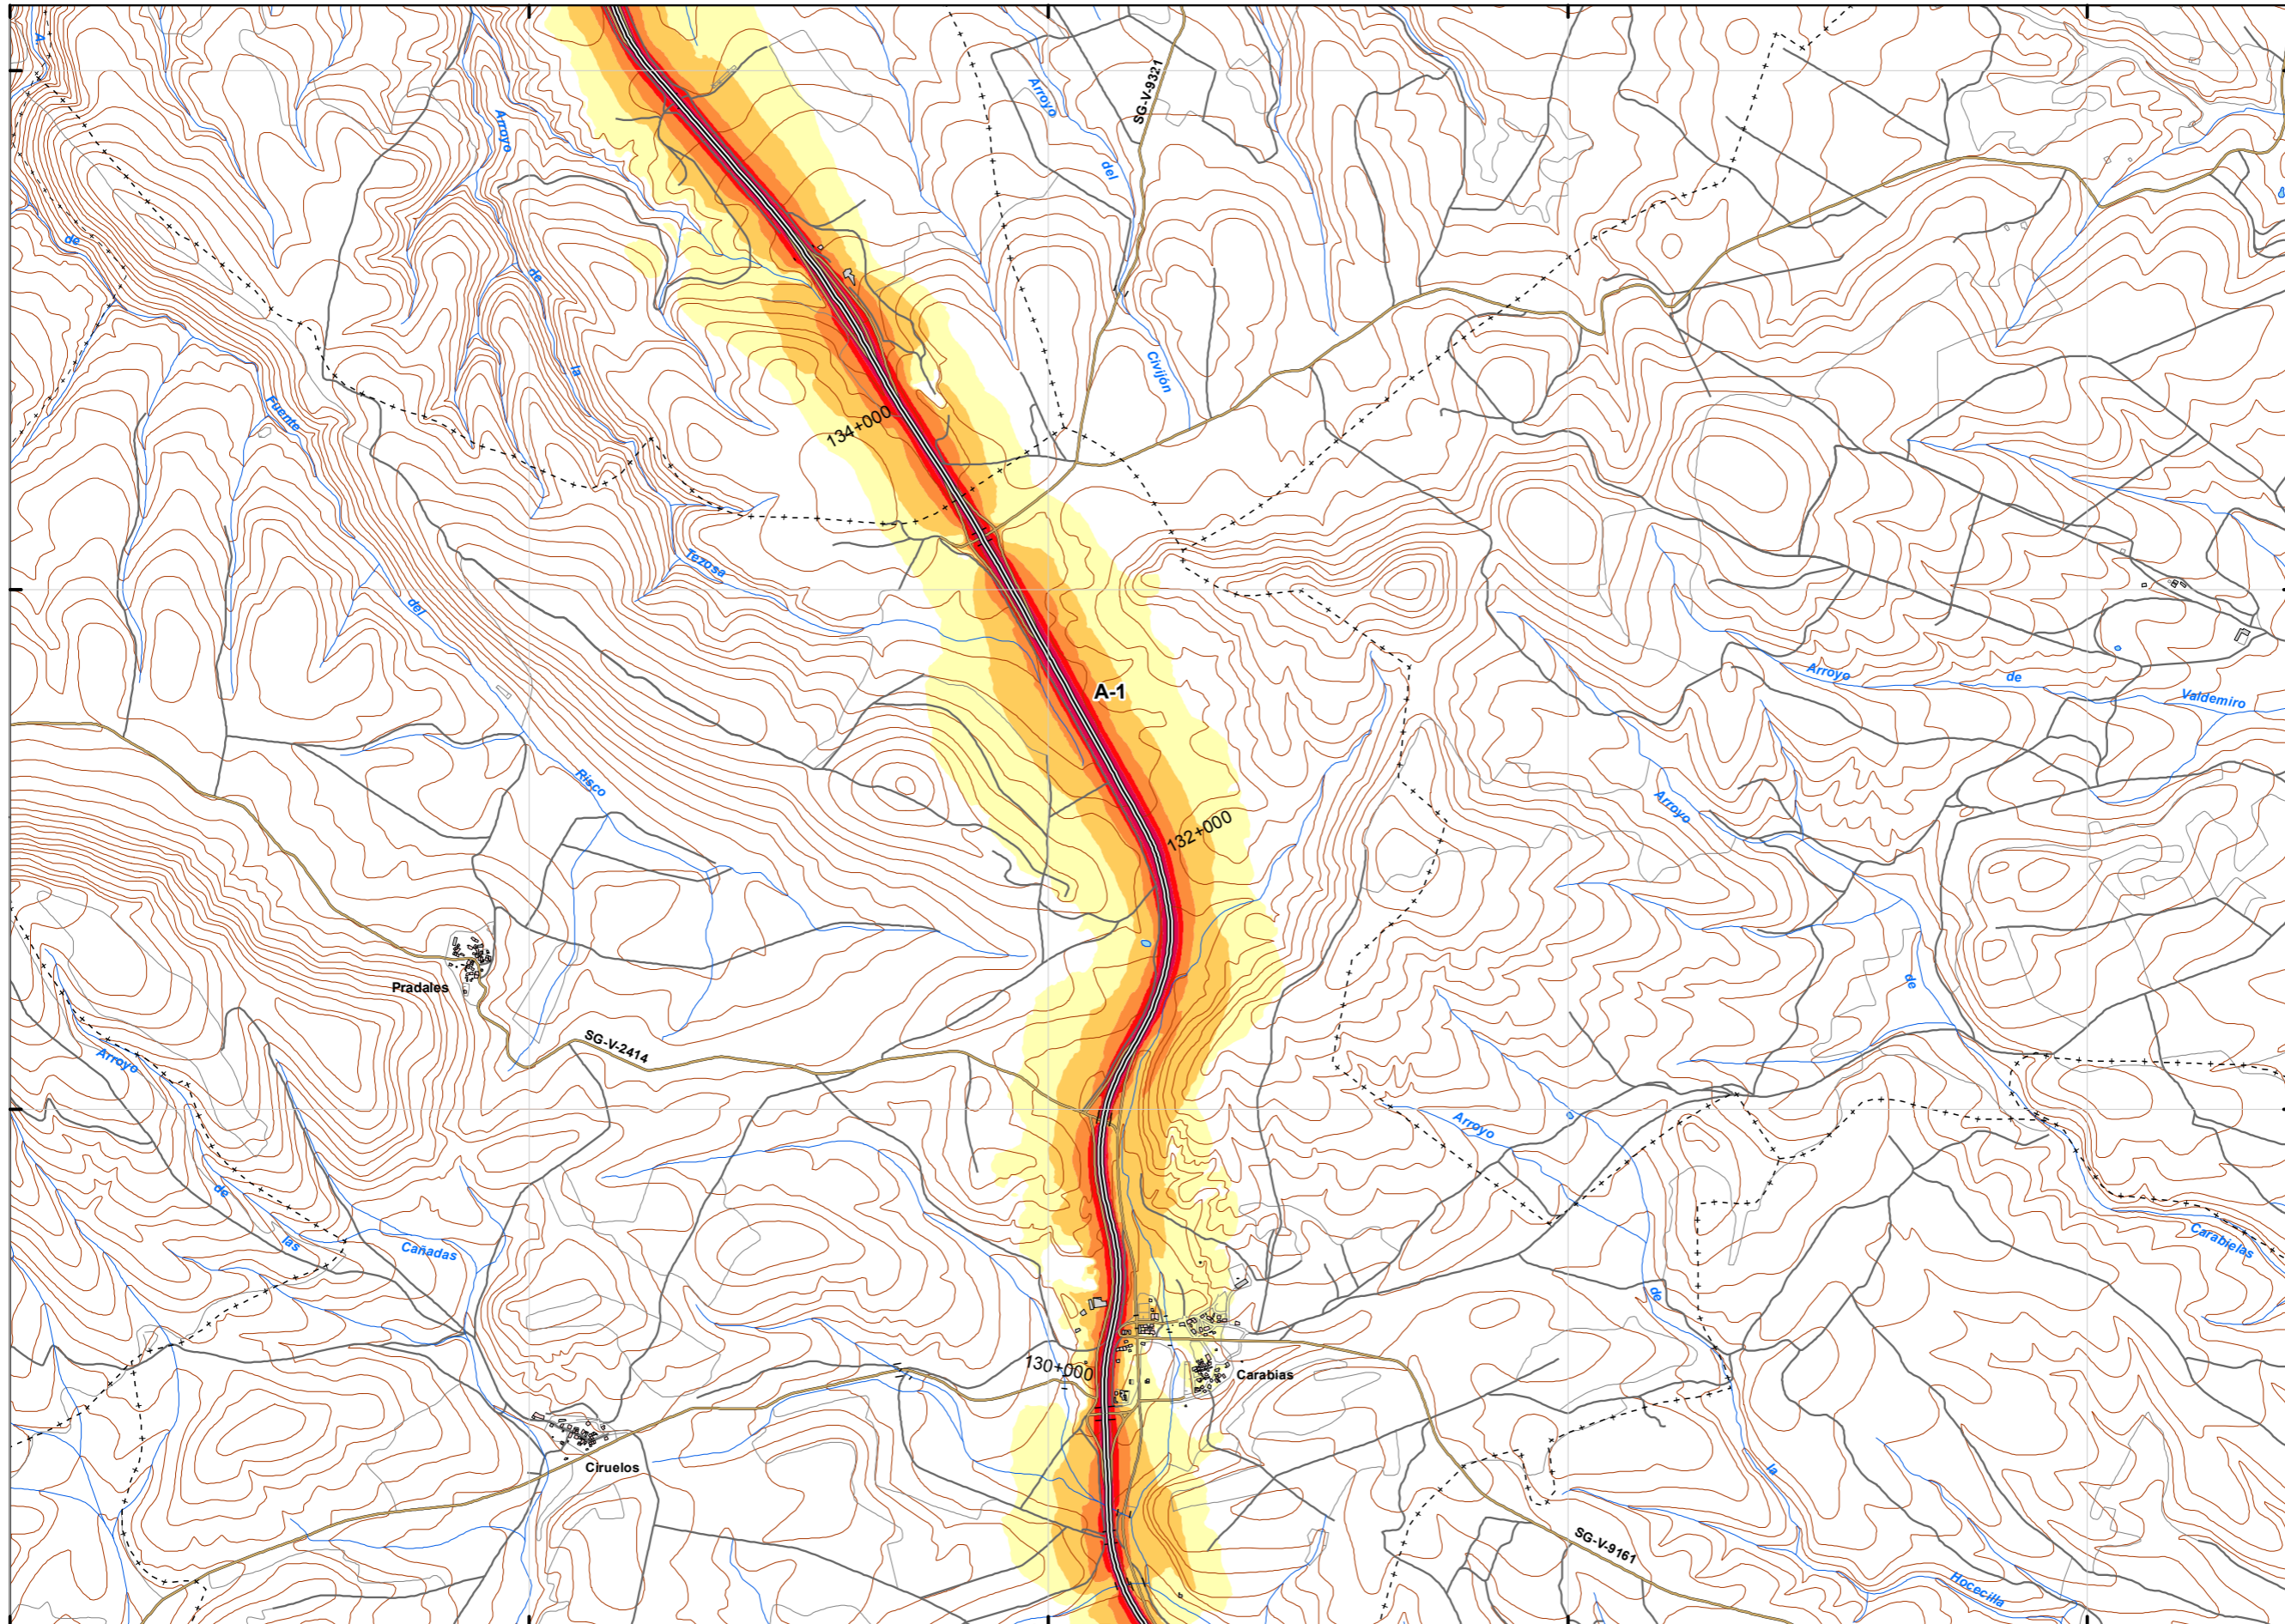 A
Arroyo
de
la
Tezosa
Arroyo
del
Civijón
SG-V-9321
de
Fuente
del
Risco
134+000
A-1
132+000
Arroyo
de
Valdemiro
Arroyo
de
Carabielas
Pradales
SG-V-2414
Arroyo
de
las
Cañadas
Arroyo
de
la
Hocecilla
130+000
Carabias
Ciruelos
SG-V-9161